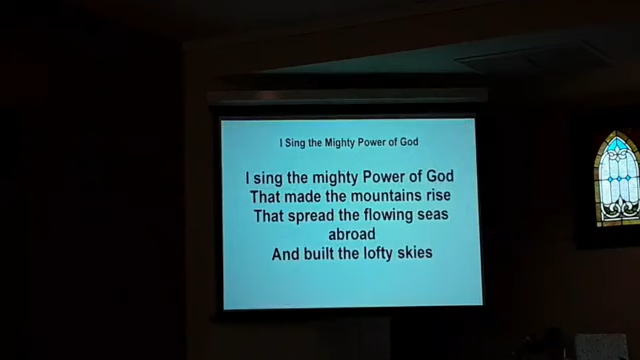 I Sing the Mighty Power of God
I sing the mighty Power of God
That made the mountains rise
That spread the flowing seas
abroad
And built the lofty skies